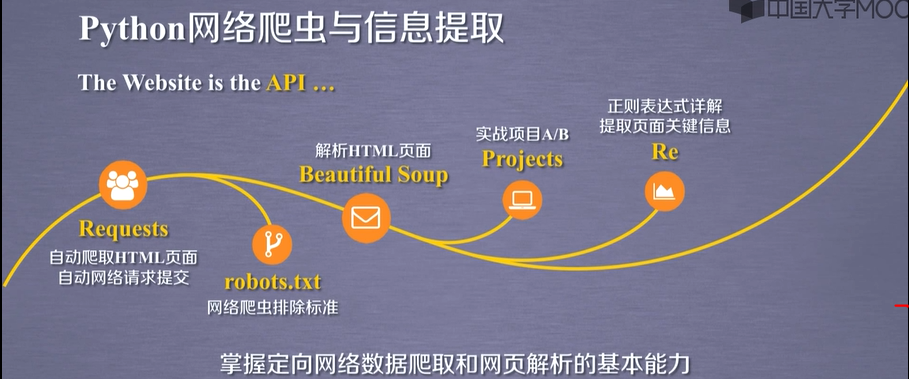 中国大学MOO
Python网络爬虫与信息提取
The Website is the API …
Requests
自动爬取HTML页面
自动网络请求提交
robots.txt
网络爬虫排除标准
解析HTML页面
Beautiful Soup
实战项目A/B
Projects
正则表达式详解
提取页面关键信息
Re
掌握定向网络数据爬取和网页解析的基本能力